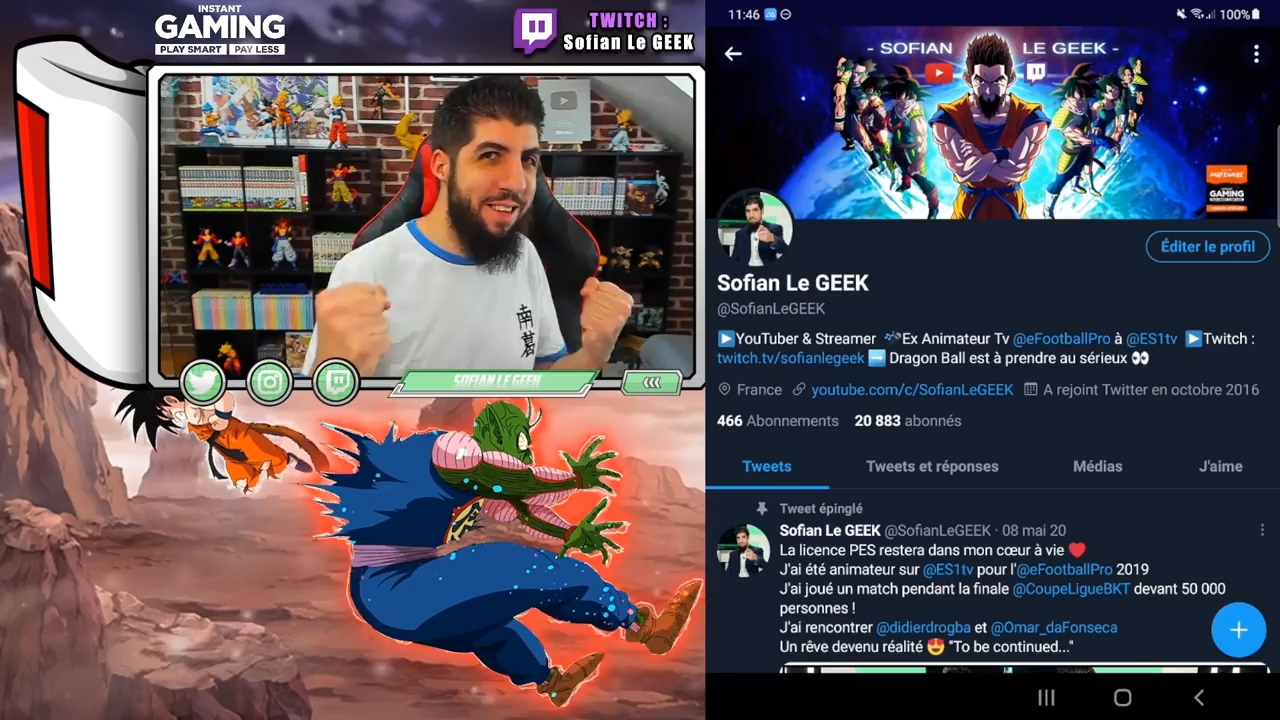 INSTANT
GAMING
PLAY SMART PAY LESS
TWITCH :
Sofian Le GEEK
南
葛
SOFIAN LE GEEK
11:46
100%
- SOFIAN LE GEEK -
PARTENAIRE
GAMING
Éditer le profil
Sofian Le GEEK
@SofianLeGEEK
▶️YouTuber & Streamer 🎤Ex Animateur Tv @eFootballPro à @ES1tv ▶️Twitch :
twitch.tv/sofianlegeek ➡️ Dragon Ball est à prendre au sérieux 👀
France youtube.com/c/SofianLeGEEK A rejoint Twitter en octobre 2016
466 Abonnements 20 883 abonnés
Tweets Tweets et réponses Médias J'aime
Tweet épinglé
Sofian Le GEEK @SofianLeGEEK · 08 mai 20
La licence PES restera dans mon cœur à vie ❤️
J'ai été animateur sur @ES1tv pour l'@eFootballPro 2019
J'ai joué un match pendant la finale @CoupeLigueBKT devant 50 000
personnes !
J'ai rencontrer @didierdrogba et @Omar_daFonseca
Un rêve devenu réalité 😍 "To be continued..."